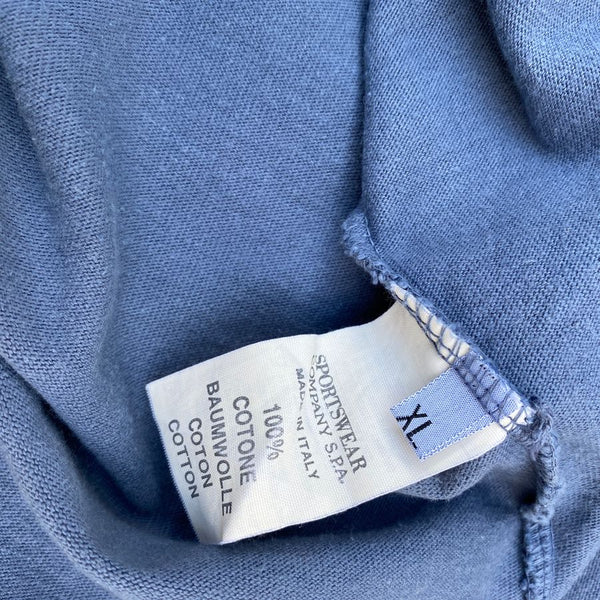 SPORTSWEAR
COMPANY S.P.A.
MADE IN ITALY
100%
COTONE
BAUMWOLLE
COTON
COTTON
XL